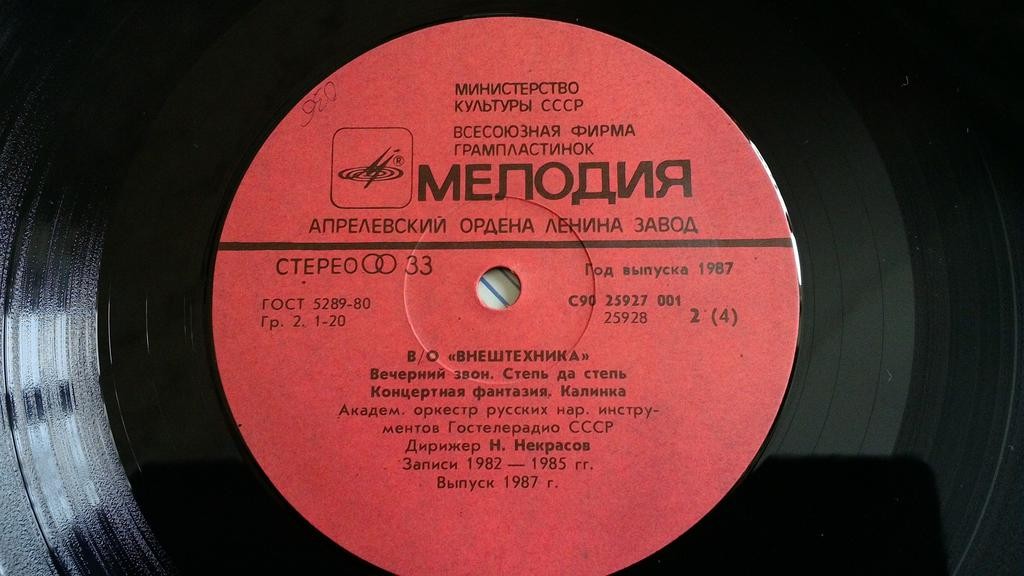 МИНИСТЕРСТВО
КУЛЬТУРЫ СССР
ВСЕСОЮЗНАЯ ФИРМА
ГРАМПЛАСТИНОК
®
МЕЛОДИЯ
АПРЕЛЕВСКИЙ ОРДЕНА ЛЕНИНА ЗАВОД
СТЕРЕО 33
Год выпуска 1987
ГОСТ 5289-80
Гр. 2. 1-20
С90 25927 001
25928
2 (4)
В/О «ВНЕШТЕХНИКА»
Вечерний звон. Степь да степь
Концертная фантазия. Калинка
Академ. оркестр русских нар. инстру-
ментов Гостелерадио СССР
Дирижер Н. Некрасов
Записи 1982 — 1985 гг.
Выпуск 1987 г.